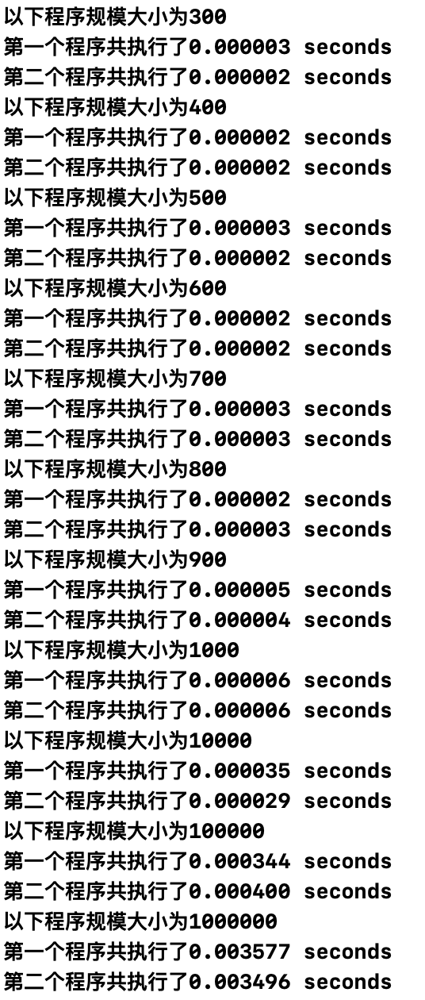 以下程序规模大小为300
第一个程序共执行了0.000003 seconds
第二个程序共执行了0.000002 seconds
以下程序规模大小为400
第一个程序共执行了0.000002 seconds
第二个程序共执行了0.000002 seconds
以下程序规模大小为500
第一个程序共执行了0.000003 seconds
第二个程序共执行了0.000002 seconds
以下程序规模大小为600
第一个程序共执行了0.000002 seconds
第二个程序共执行了0.000002 seconds
以下程序规模大小为700
第一个程序共执行了0.000003 seconds
第二个程序共执行了0.000003 seconds
以下程序规模大小为800
第一个程序共执行了0.000002 seconds
第二个程序共执行了0.000003 seconds
以下程序规模大小为900
第一个程序共执行了0.000005 seconds
第二个程序共执行了0.000004 seconds
以下程序规模大小为1000
第一个程序共执行了0.000006 seconds
第二个程序共执行了0.000006 seconds
以下程序规模大小为10000
第一个程序共执行了0.000035 seconds
第二个程序共执行了0.000029 seconds
以下程序规模大小为100000
第一个程序共执行了0.000344 seconds
第二个程序共执行了0.000400 seconds
以下程序规模大小为1000000
第一个程序共执行了0.003577 seconds
第二个程序共执行了0.003496 seconds